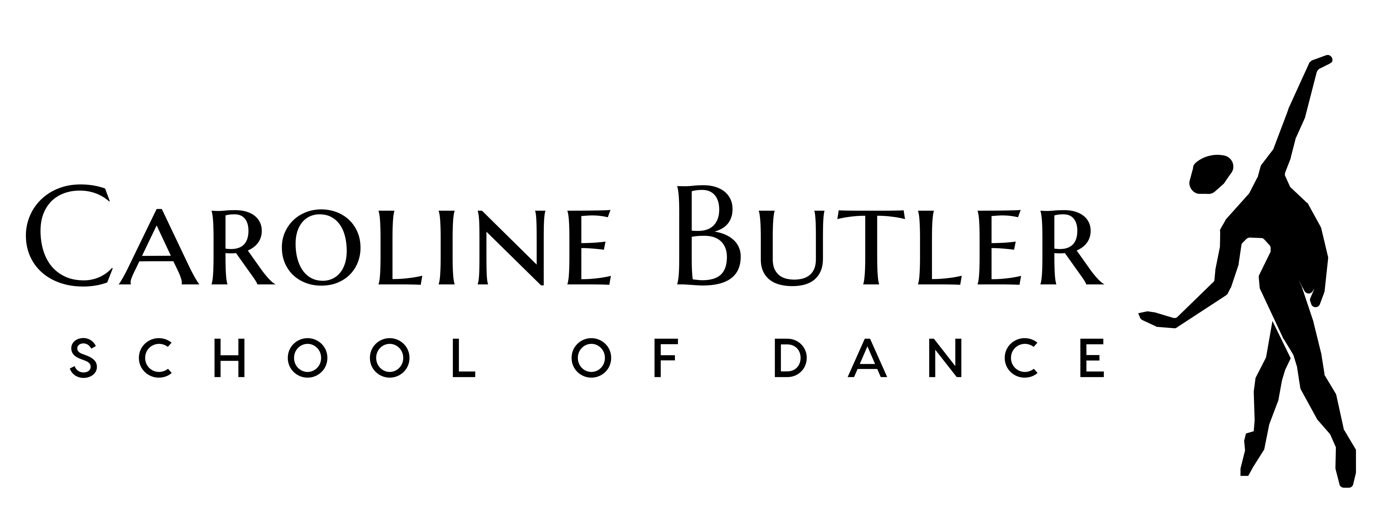 CAROLINE BUTLER
SCHOOL OF DANCE